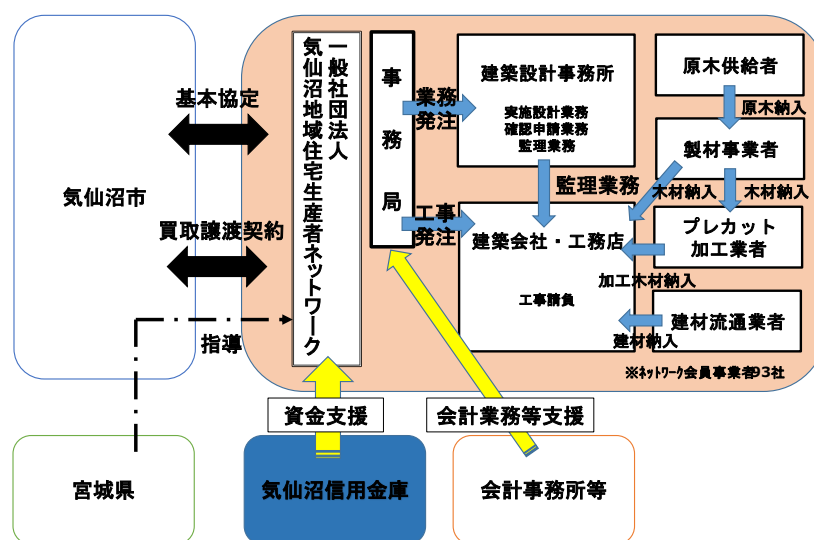 気仙沼市
基本協定
買取譲渡契約
指導
一般社団法人
気仙沼地域住宅生産者ネットワーク
事務局
業務
発注
工事
発注
建築設計事務所
実施設計業務
確認申請業務
監理業務
監理業務
建築会社・工務店
工事請負
原木供給者
原木納入
製材事業者
木材納入
木材納入
プレカット
加工業者
加工木材納入
建材流通業者
建材納入
※ネットワーク会員事業者93社
資金支援
会計業務等支援
宮城県
気仙沼信用金庫
会計事務所等